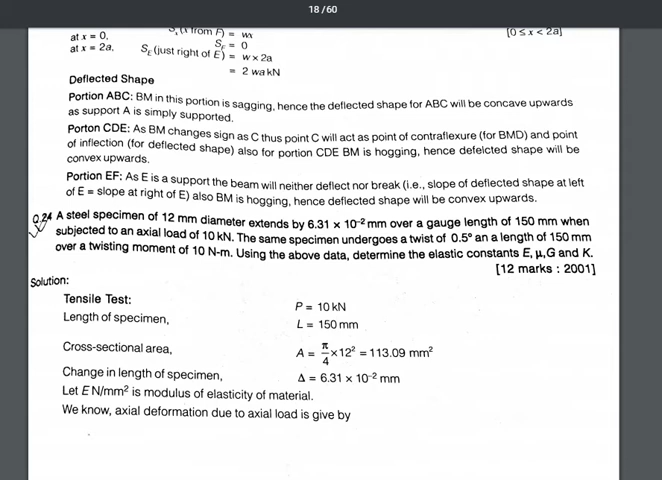 18 / 60
at x = 0, S_x (x from F) = wx [0 ≤ x < 2a]
S_F = 0
at x = 2a, S_E (just right of E) = w × 2a
= 2 wa kN
Deflected Shape
Portion ABC: BM in this portion is sagging, hence the deflected shape for ABC will be concave upwards
as support A is simply supported.
Porton CDE: As BM changes sign as C thus point C will act as point of contraflexure (for BMD) and point
of inflection (for deflected shape) also for portion CDE BM is hogging, hence defelcted shape will be
convex upwards.
Portion EF: As E is a support the beam will neither deflect nor break (i.e., slope of deflected shape at left
of E = slope at right of E) also BM is hogging, hence deflected shape will be convex upwards.
Q.24 A steel specimen of 12 mm diameter extends by 6.31 × 10⁻² mm over a gauge length of 150 mm when
subjected to an axial load of 10 kN. The same specimen undergoes a twist of 0.5° an a length of 150 mm
over a twisting moment of 10 N-m. Using the above data, determine the elastic constants E, μ, G and K.
[12 marks : 2001]
Solution:
Tensile Test: P = 10 kN
Length of specimen, L = 150 mm
Cross-sectional area, A = π/4 × 12² = 113.09 mm²
Change in length of specimen, Δ = 6.31 × 10⁻² mm
Let E N/mm² is modulus of elasticity of material.
We know, axial deformation due to axial load is give by